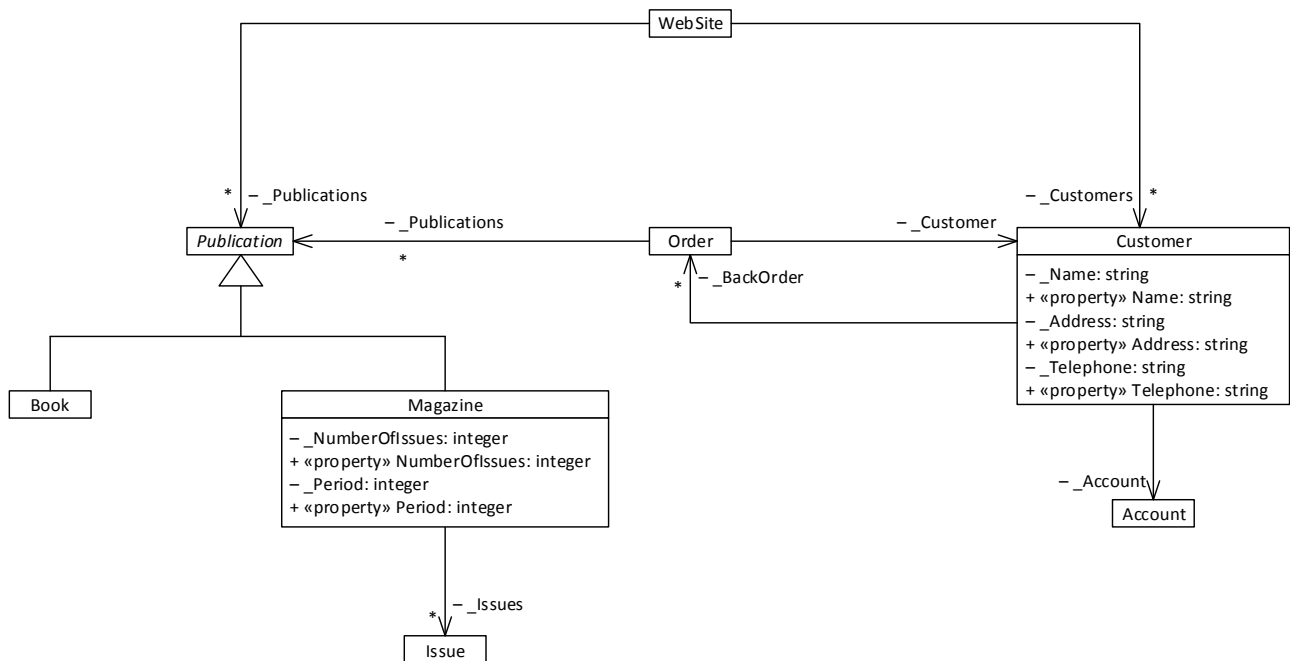 WebSite
*
– _Publications
– _Customers
*
Publication
– _Publications
*
Order
– _Customer
– _BackOrder
*
Customer
– _Name: string
+ «property» Name: string
– _Address: string
+ «property» Address: string
– _Telephone: string
+ «property» Telephone: string
Book
Magazine
– _NumberOfIssues: integer
+ «property» NumberOfIssues: integer
– _Period: integer
+ «property» Period: integer
– _Account
Account
– _Issues
*
Issue